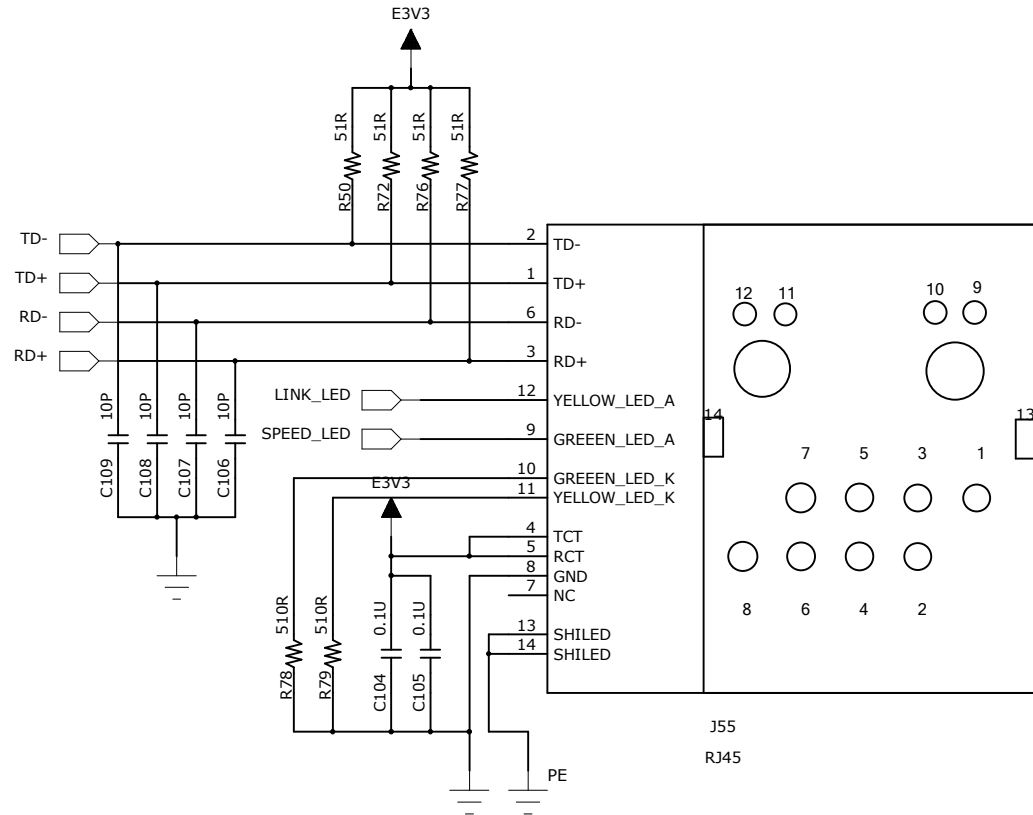 E3V3
51R
51R
51R
51R
R50
R72
R76
R77
TD-
TD+
RD-
RD+
2
1
6
3
12
9
10
11
4
5
8
7
13
14
TD-
TD+
RD-
RD+
YELLOW_LED_A
GREEEN_LED_A
GREEEN_LED_K
YELLOW_LED_K
TCT
RCT
GND
NC
SHILED
SHILED
LINK_LED
SPEED_LED
10P
10P
10P
10P
C109
C108
C107
C106
E3V3
510R
510R
0.1U
0.1U
R78
R79
C104
C105
PE
12 11 10 9
14 13
7 5 3 1
8 6 4 2
J55
RJ45